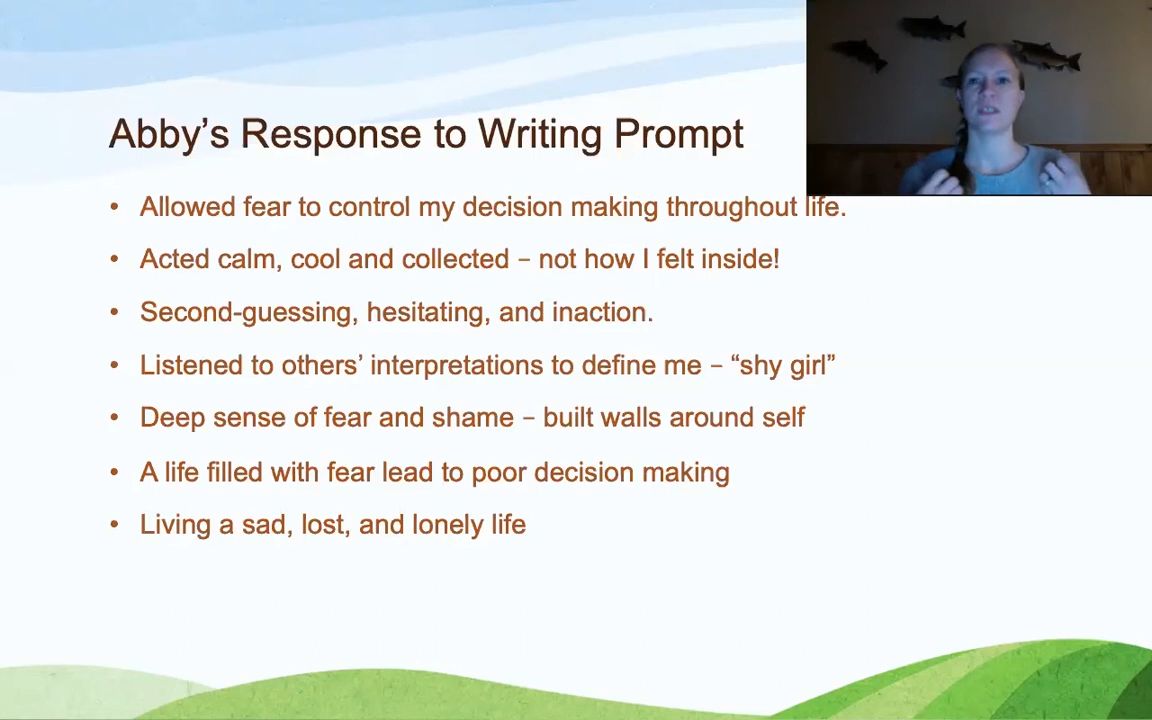 Abby’s Response to Writing Prompt
• Allowed fear to control my decision making throughout life.
• Acted calm, cool and collected – not how I felt inside!
• Second-guessing, hesitating, and inaction.
• Listened to others’ interpretations to define me – “shy girl”
• Deep sense of fear and shame – built walls around self
• A life filled with fear lead to poor decision making
• Living a sad, lost, and lonely life